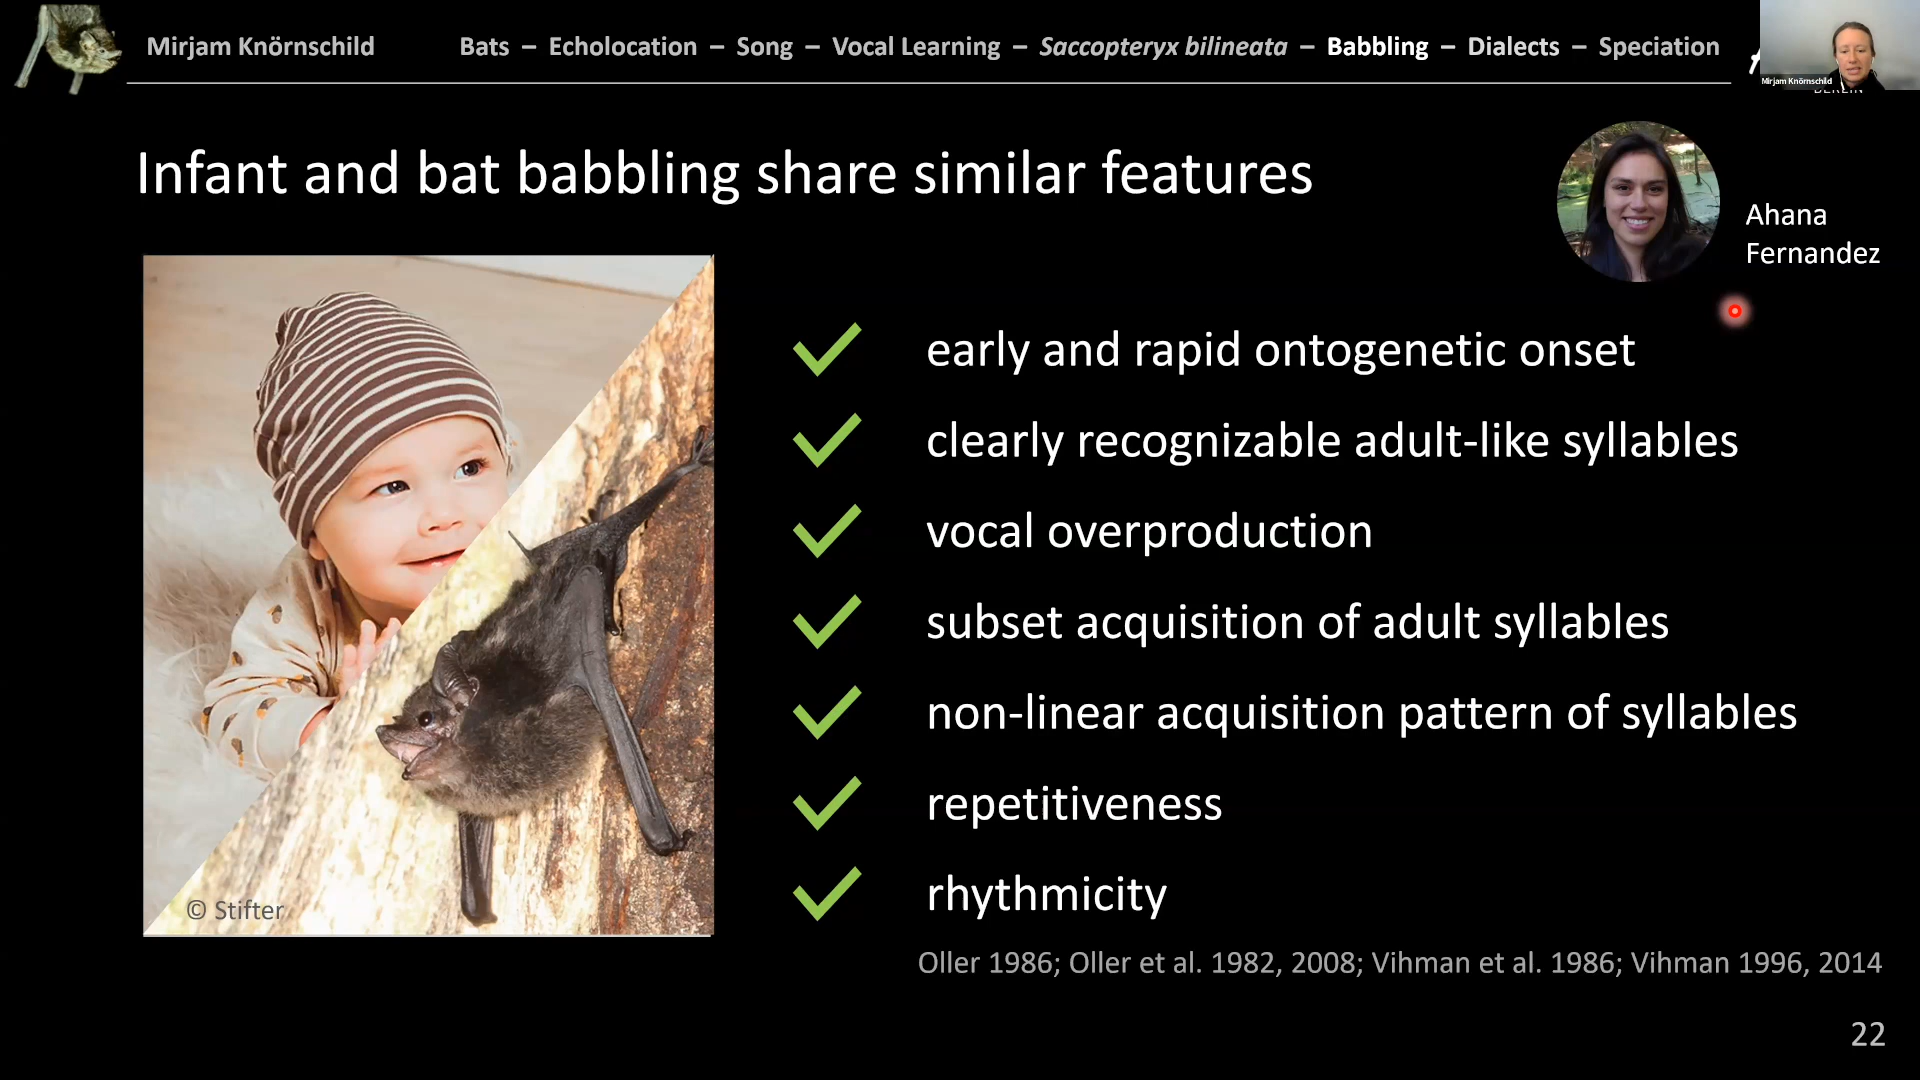 Mirjam Knörnschild
Bats – Echolocation – Song – Vocal Learning – Saccopteryx bilineata – Babbling – Dialects – Speciation
Mirjam Knörnschild
BERLIN
Infant and bat babbling share similar features
Ahana
Fernandez
early and rapid ontogenetic onset
clearly recognizable adult-like syllables
vocal overproduction
subset acquisition of adult syllables
non-linear acquisition pattern of syllables
repetitiveness
rhythmicity
© Stifter
Oller 1986; Oller et al. 1982, 2008; Vihman et al. 1986; Vihman 1996, 2014
22